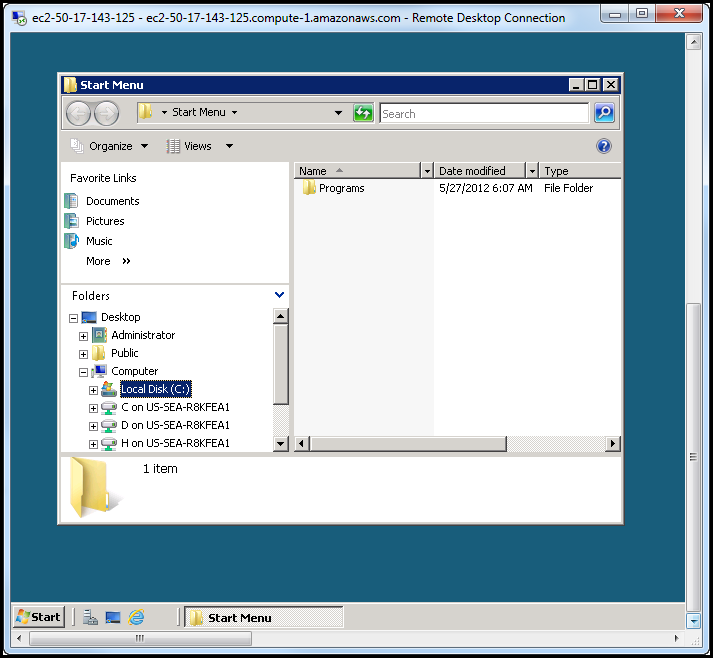 ec2-50-17-143-125 - ec2-50-17-143-125.compute-1.amazonaws.com - Remote Desktop Connection
Start Menu
Start Menu
Search
Organize Views
Favorite Links
Documents
Pictures
Music
More »
Folders
Desktop
Administrator
Public
Computer
Local Disk (C:)
C on US-SEA-R8KFEA1
D on US-SEA-R8KFEA1
H on US-SEA-R8KFEA1
Name Date modified Type
Programs 5/27/2012 6:07 AM File Folder
1 item
Start Start Menu